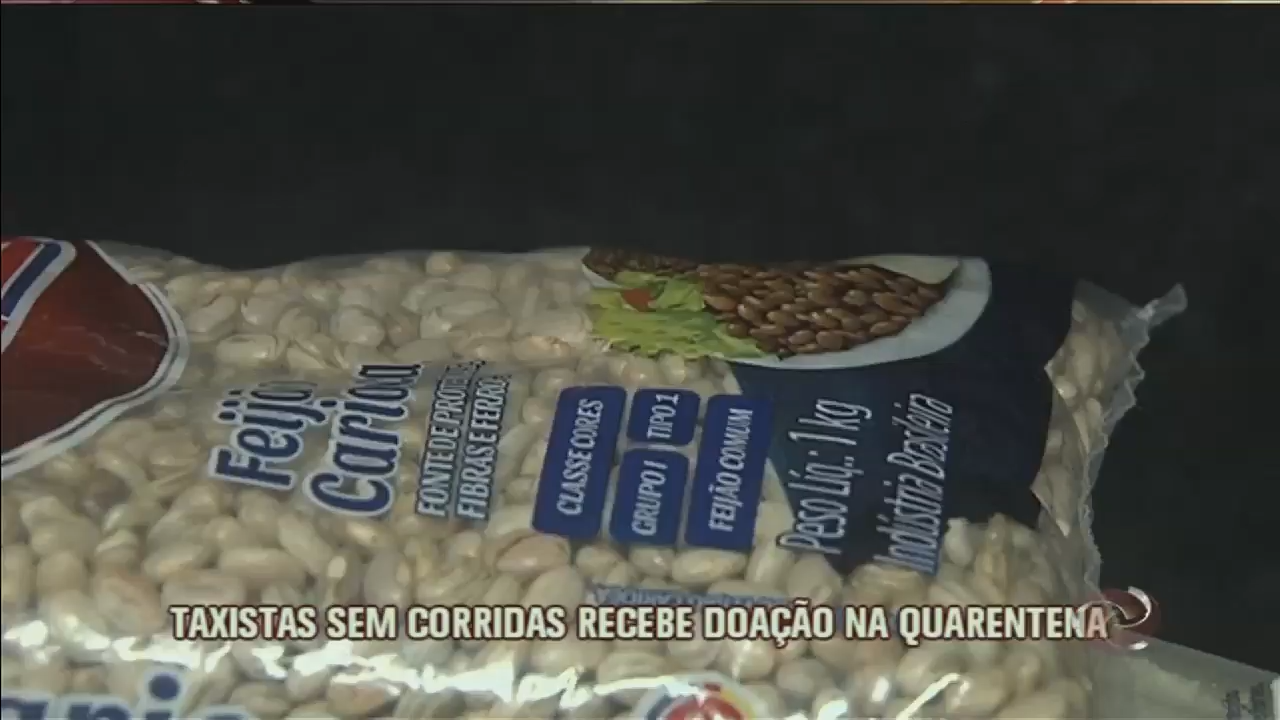 Feijão
Carioca
FONTE DE PROTEÍNAS,
FIBRAS E FERRO
CLASSE CORES
GRUPO I TIPO 1
FEIJÃO COMUM
Peso Líq.: 1 kg
Indústria Brasileira
TAXISTAS SEM CORRIDAS RECEBE DOAÇÃO NA QUARENTENA